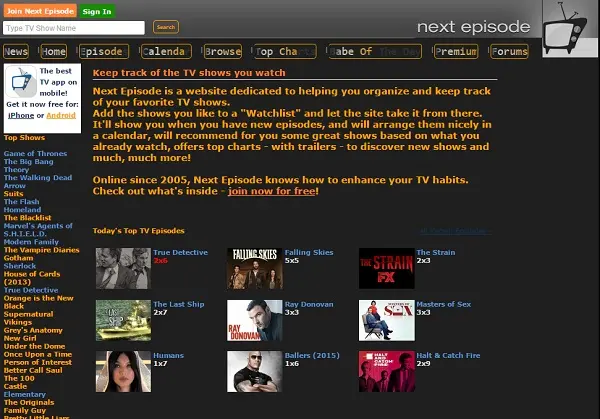 Join Next Episode
Sign In
Type TV Show Name
Search
next episode
News Home Episode Calenda Browse Top Cha Babe Of The Day Premium Forums
The best
TV app on
mobile!
Get it now free for:
iPhone or Android
Top Shows
Game of Thrones
The Big Bang
Theory
The Walking Dead
Arrow
Suits
The Flash
Homeland
The Blacklist
Marvel's Agents of
S.H.I.E.L.D.
Modern Family
The Vampire Diaries
Gotham
Sherlock
House of Cards
(2013)
True Detective
Orange is the New
Black
Supernatural
Vikings
Grey's Anatomy
New Girl
Under the Dome
Once Upon a Time
Person of Interest
Better Call Saul
The 100
Castle
Elementary
The Originals
Family Guy
Pretty Little Liars
Keep track of the TV shows you watch
Next Episode is a website dedicated to helping you organize and keep track
of your favorite TV shows.
Add the shows you like to a "Watchlist" and let the site take it from there.
It'll show you when you have new episodes, and will arrange them nicely in
a calendar, will recommend for you some great shows based on what you
already watch, offers top charts - with trailers - to discover new shows and
much, much more!
Online since 2005, Next Episode knows how to enhance your TV habits.
Check out what's inside - join now for free!
Today's Top TV Episodes
True Detective
2x6
FALLING SKIES
Falling Skies
5x5
THE STRAIN
FX
The Strain
2x3
LAST SHIP
The Last Ship
2x7
RAY DONOVAN
Ray Donovan
3x3
MASTERS of SEX
Masters of Sex
3x3
Humans
1x7
Ballers (2015)
1x6
HALT AND CATCH FIRE
Halt & Catch Fire
2x9